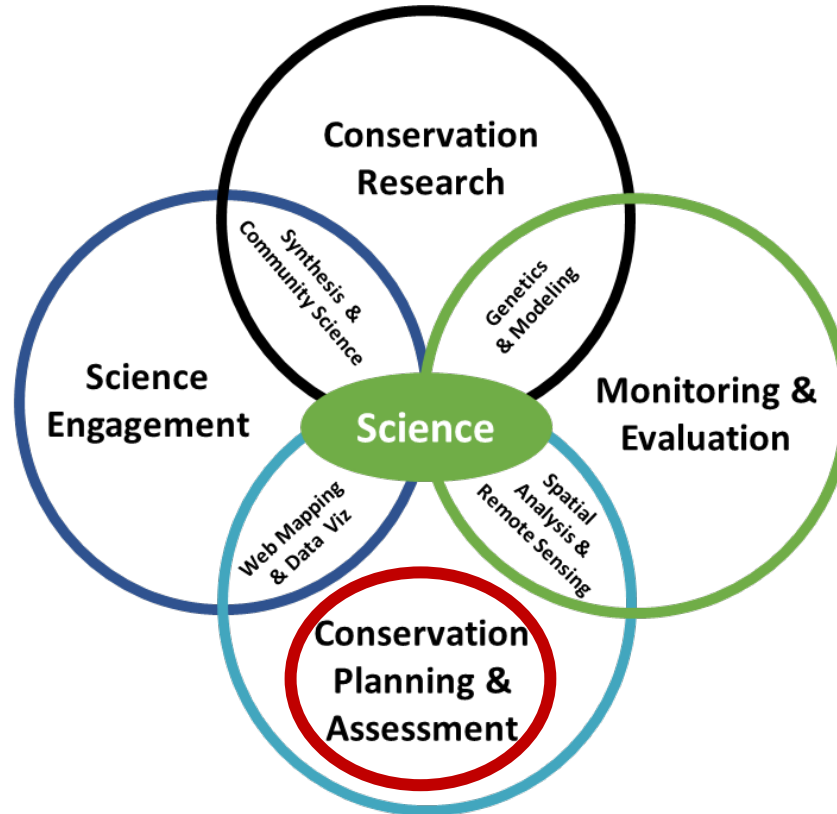 Conservation
Research
Synthesis &
Community Science
Genetics
& Modeling
Science
Engagement
Science
Monitoring &
Evaluation
Web Mapping
& Data Viz
Spatial
Analysis &
Remote Sensing
Conservation
Planning &
Assessment